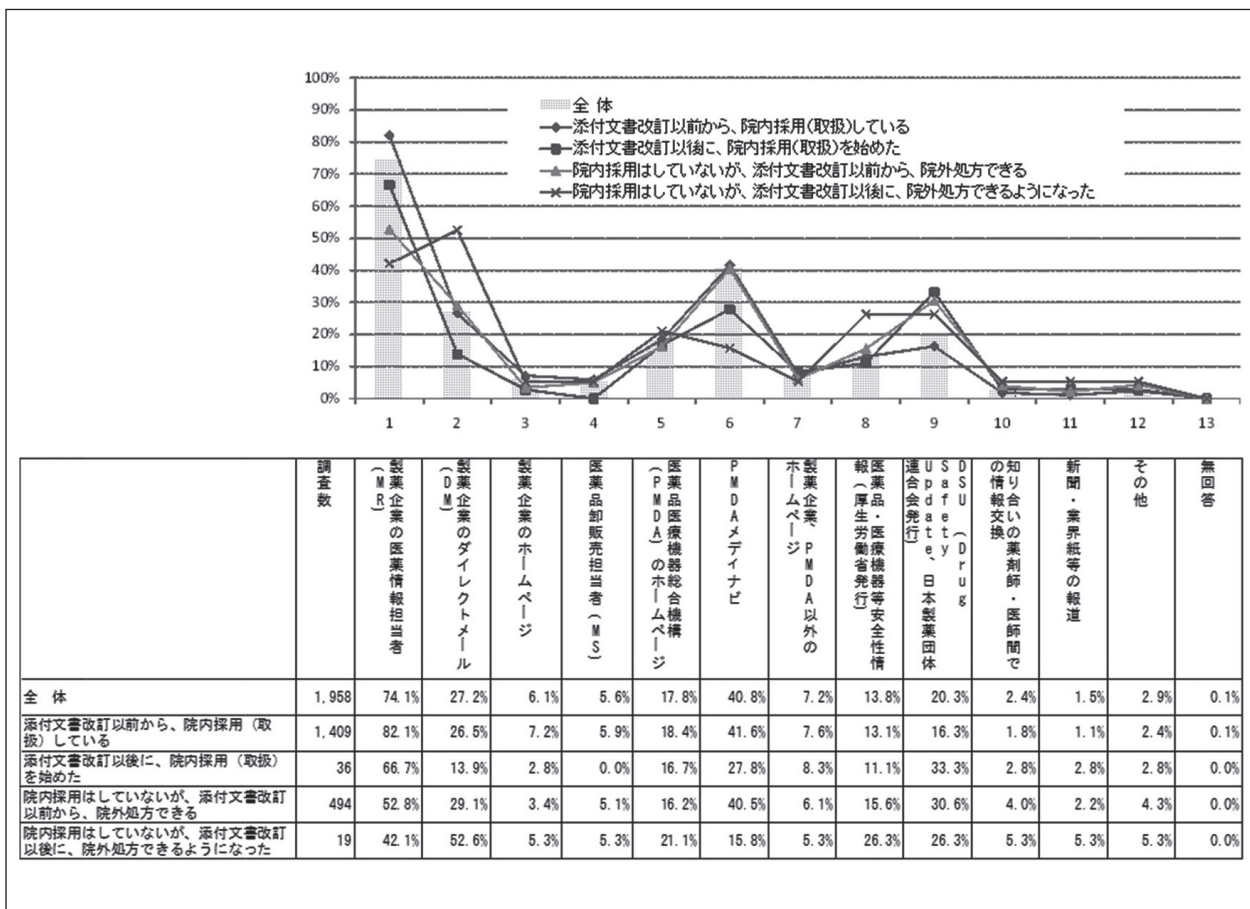 100%
90%
80%
70%
60%
50%
40%
30%
20%
10%
0%
全 体
添付文書改訂以前から、院内採用(取扱)している
添付文書改訂以後に、院内採用(取扱)を始めた
院内採用はしていないが、添付文書改訂以前から、院外処方できる
院内採用はしていないが、添付文書改訂以後に、院外処方できるようになった
1 2 3 4 5 6 7 8 9 10 11 12 13
調査数
製薬企業の医薬情報担当者
(MR)
製薬企業のダイレクトメール
(DM)
製薬企業のホームページ
医薬品卸販売担当者(MS)
医薬品医療機器総合機構
(PMDA)のホームページ
PMDAメディナビ
製薬企業、PMDA以外の
ホームページ
医薬品・医療機器等安全性情
報(厚生労働省発行)
DSU (Drug
Safety
Update、日本製薬団体
連合会発行)
知り合いの薬剤師・医師間で
の情報交換
新聞・業界紙等の報道
その他
無回答
全 体 1,958 74.1% 27.2% 6.1% 5.6% 17.8% 40.8% 7.2% 13.8% 20.3% 2.4% 1.5% 2.9% 0.1%
添付文書改訂以前から、院内採用(取
扱)している 1,409 82.1% 26.5% 7.2% 5.9% 18.4% 41.6% 7.6% 13.1% 16.3% 1.8% 1.1% 2.4% 0.1%
添付文書改訂以後に、院内採用(取扱)
を始めた 36 66.7% 13.9% 2.8% 0.0% 16.7% 27.8% 8.3% 11.1% 33.3% 2.8% 2.8% 2.8% 0.0%
院内採用はしていないが、添付文書改訂
以前から、院外処方できる 494 52.8% 29.1% 3.4% 5.1% 16.2% 40.5% 6.1% 15.6% 30.6% 4.0% 2.2% 4.3% 0.0%
院内採用はしていないが、添付文書改訂
以後に、院外処方できるようになった 19 42.1% 52.6% 5.3% 5.3% 21.1% 15.8% 5.3% 26.3% 26.3% 5.3% 5.3% 5.3% 0.0%